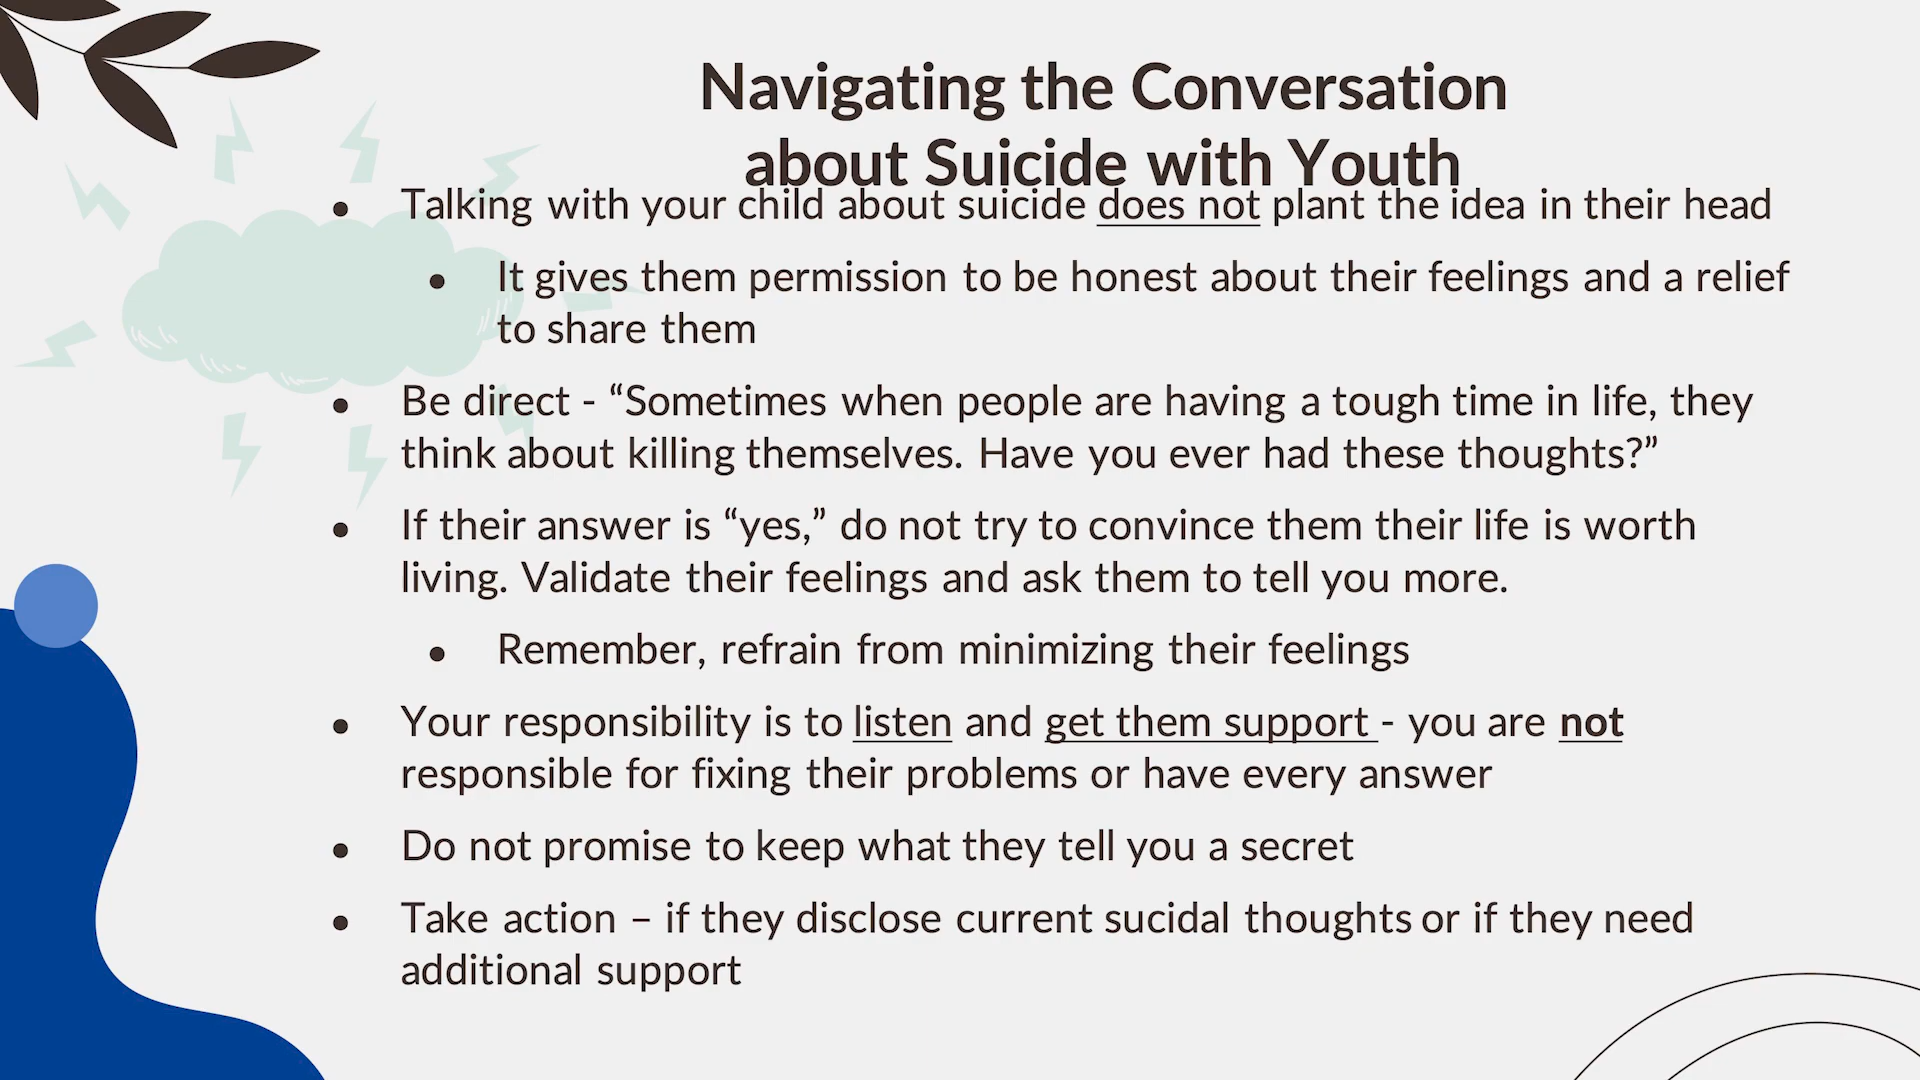 Navigating the Conversation
about Suicide with Youth
• Talking with your child about suicide does not plant the idea in their head
• It gives them permission to be honest about their feelings and a relief
to share them
• Be direct - “Sometimes when people are having a tough time in life, they
think about killing themselves. Have you ever had these thoughts?”
• If their answer is “yes,” do not try to convince them their life is worth
living. Validate their feelings and ask them to tell you more.
• Remember, refrain from minimizing their feelings
• Your responsibility is to listen and get them support - you are not
responsible for fixing their problems or have every answer
• Do not promise to keep what they tell you a secret
• Take action – if they disclose current sucidal thoughts or if they need
additional support